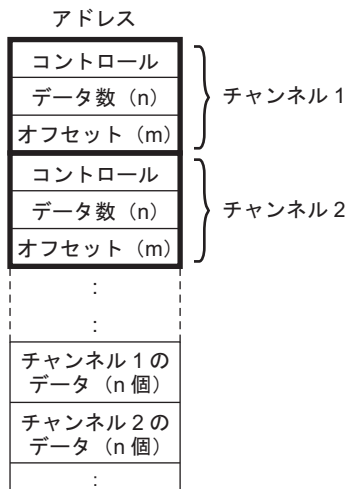 アドレス
コントロール
データ数（n）
オフセット（m）
チャンネル 1
コントロール
データ数（n）
オフセット（m）
チャンネル 2
:
:
チャンネル 1 の
データ（n 個）
チャンネル 2 の
データ（n 個）
: